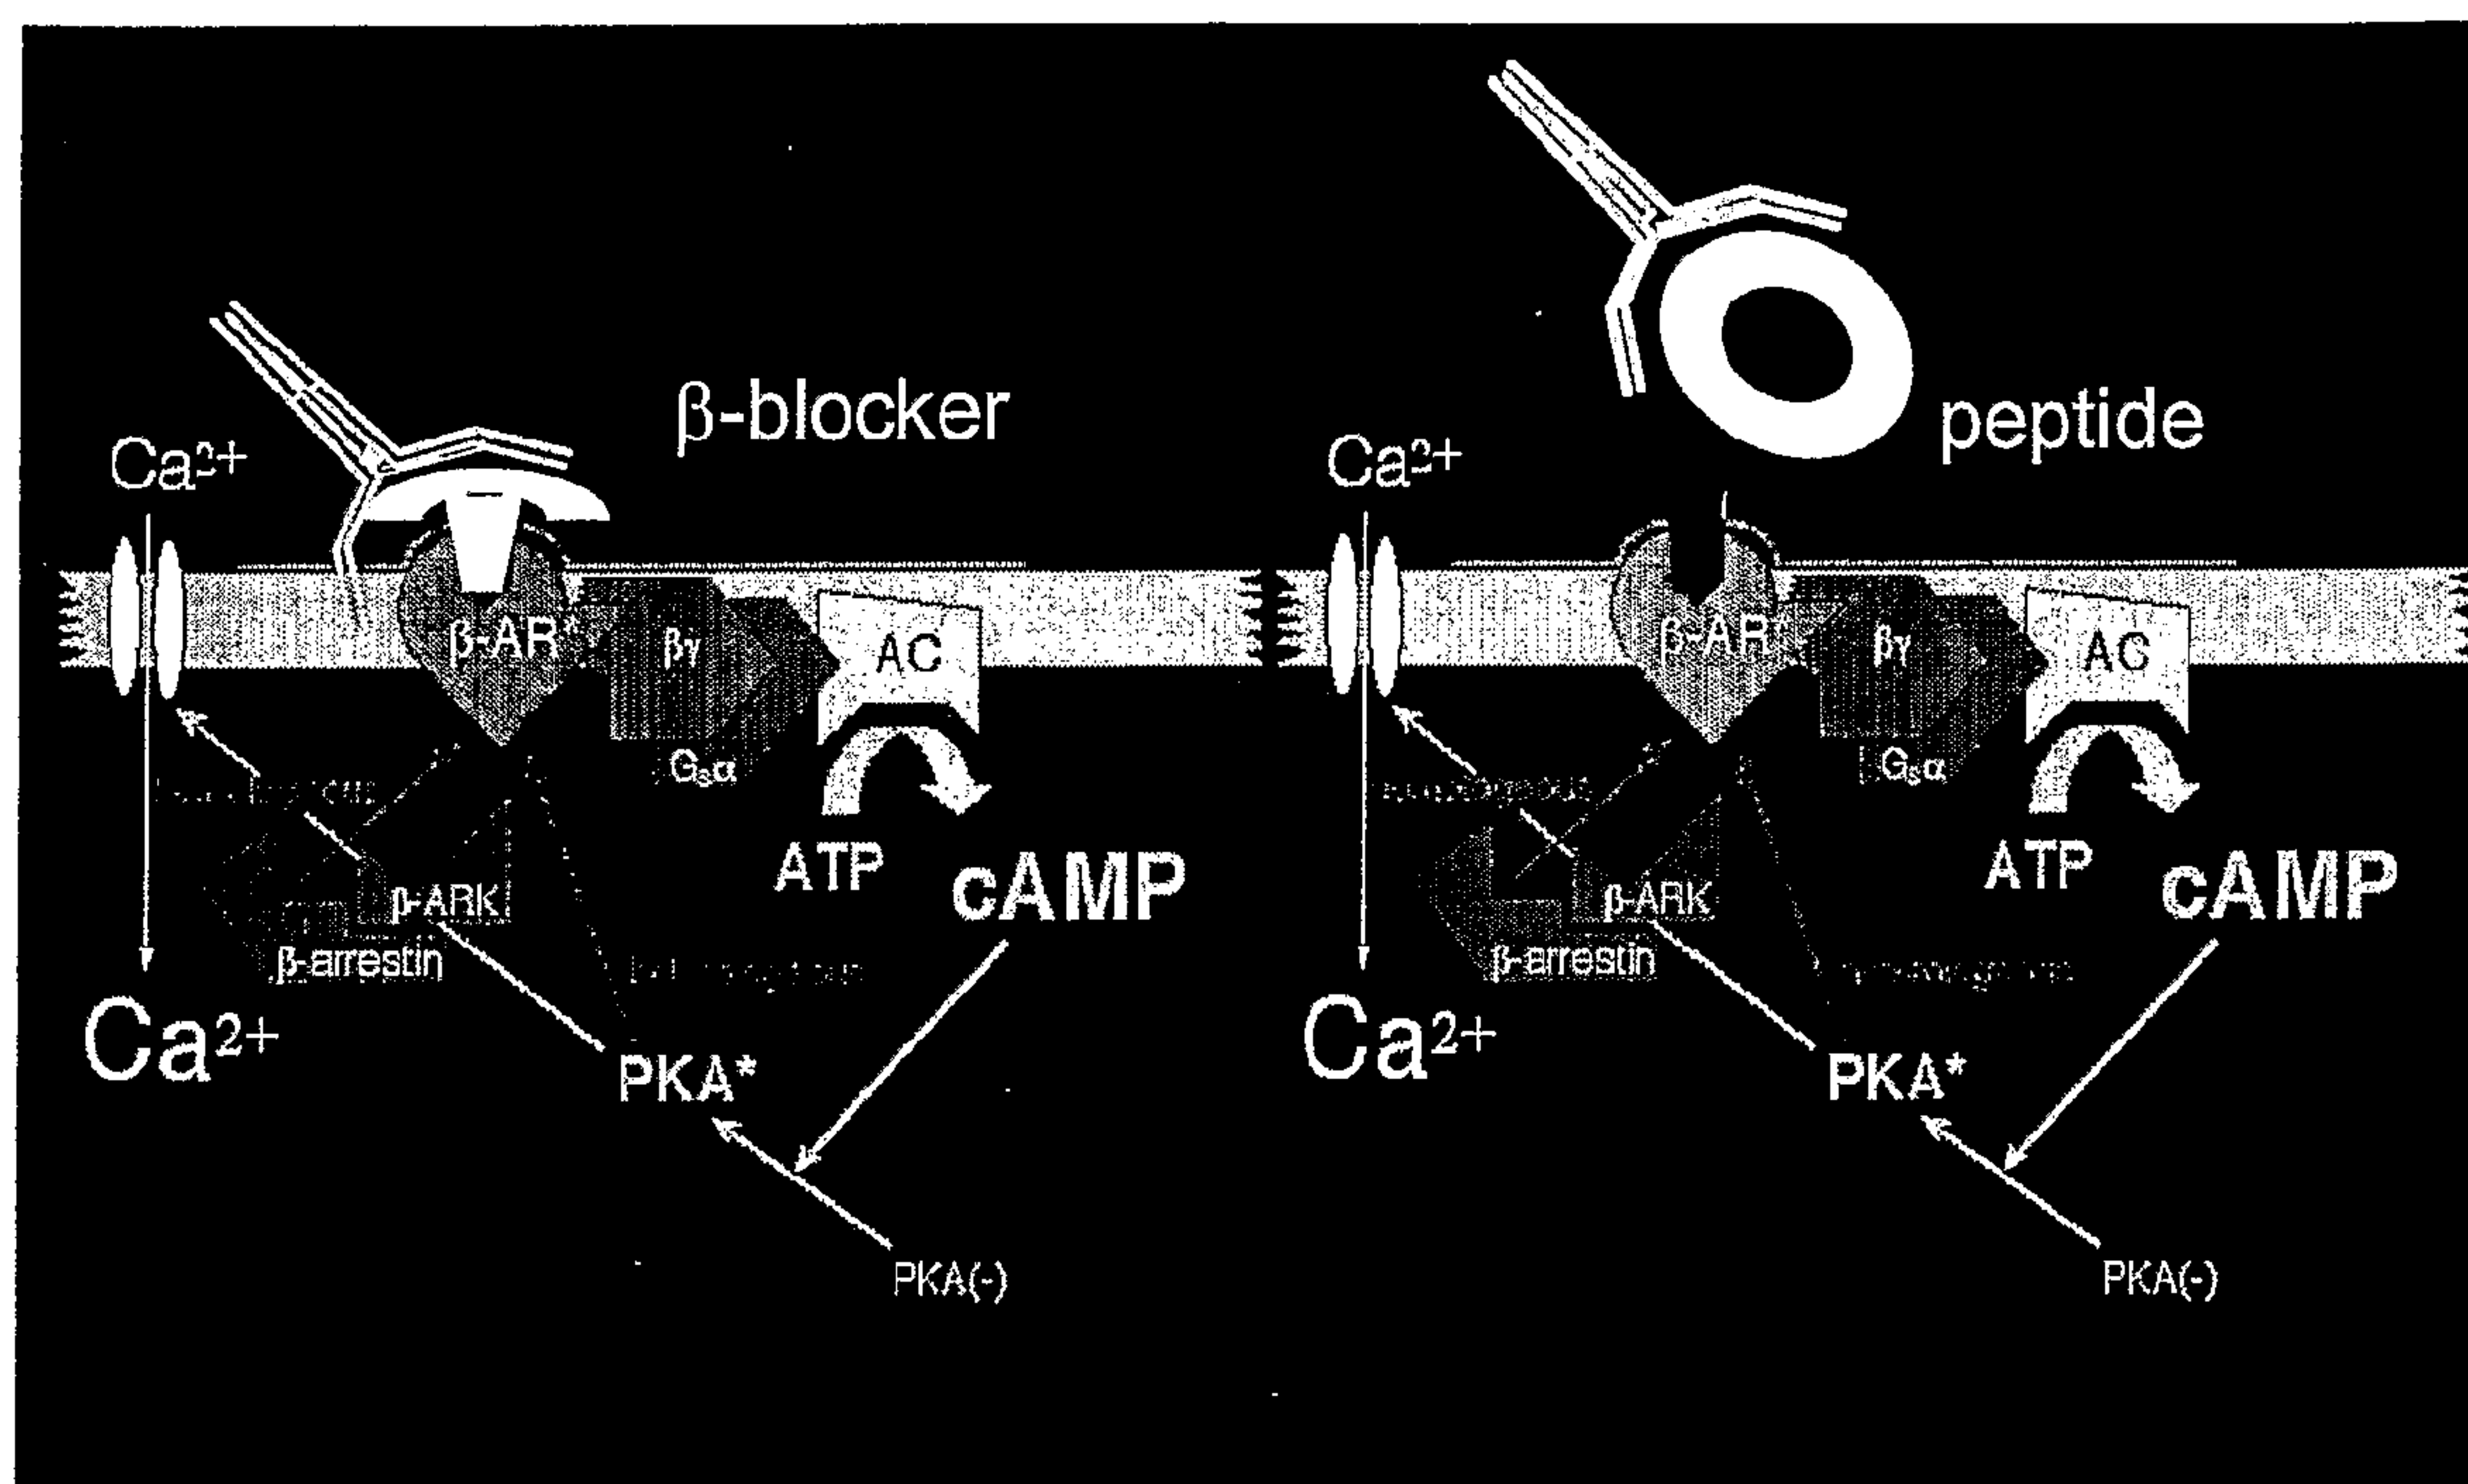 β-blocker
Ca2+
β-AR*
βγ
AC
Gsα
ATP
cAMP
β-ARK
β-arrestin
Ca2+
PKA*
PKA(-)
peptide
Ca2+
β-AR*
βγ
AC
Gsα
ATP
cAMP
β-ARK
β-arrestin
Ca2+
PKA*
PKA(-)